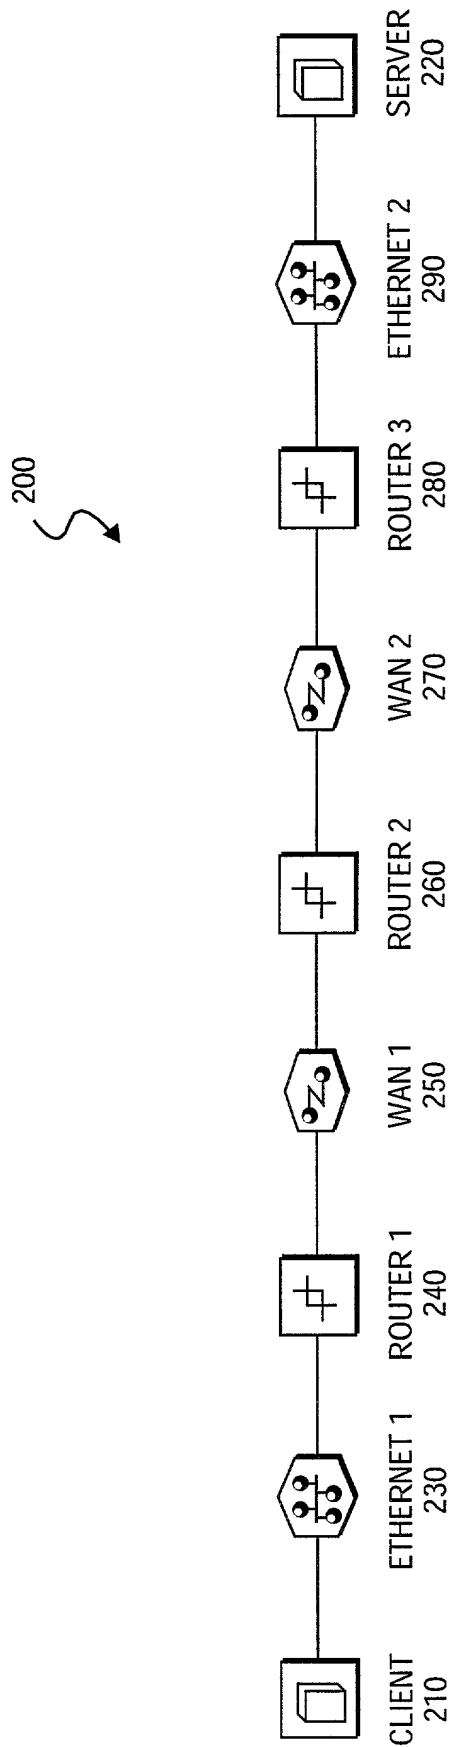 200
CLIENT
210
ETHERNET 1
230
ROUTER 1
240
WAN 1
250
ROUTER 2
260
WAN 2
270
ROUTER 3
280
ETHERNET 2
290
SERVER
220